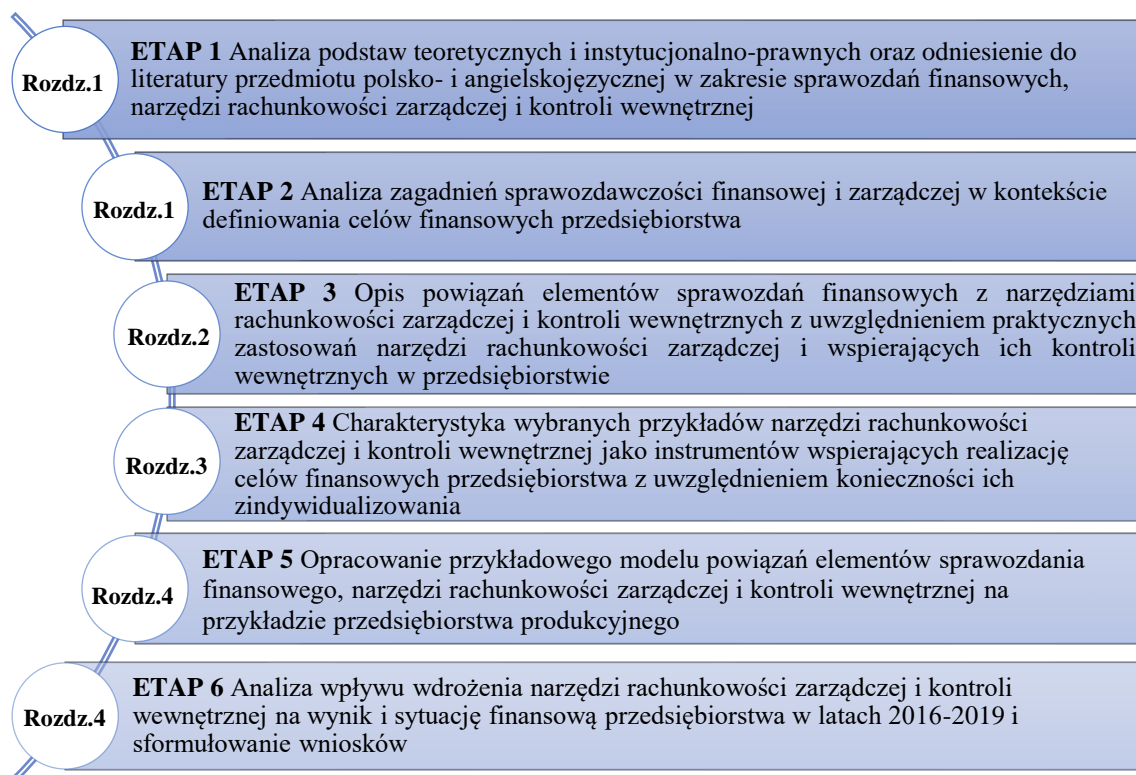 Rozdz.1
ETAP 1 Analiza podstaw teoretycznych i instytucjonalno-prawnych oraz odniesienie do
literatury przedmiotu polsko- i angielskojęzycznej w zakresie sprawozdań finansowych,
narzędzi rachunkowości zarządczej i kontroli wewnętrznej
Rozdz.1
ETAP 2 Analiza zagadnień sprawozdawczości finansowej i zarządczej w kontekście
definiowania celów finansowych przedsiębiorstwa
Rozdz.2
ETAP 3 Opis powiązań elementów sprawozdań finansowych z narzędziami
rachunkowości zarządczej i kontroli wewnętrznych z uwzględnieniem praktycznych
zastosowań narzędzi rachunkowości zarządczej i wspierających ich kontroli
wewnętrznych w przedsiębiorstwie
Rozdz.3
ETAP 4 Charakterystyka wybranych przykładów narzędzi rachunkowości
zarządczej i kontroli wewnętrznej jako instrumentów wspierających realizację
celów finansowych przedsiębiorstwa z uwzględnieniem konieczności ich
zindywidualizowania
Rozdz.4
ETAP 5 Opracowanie przykładowego modelu powiązań elementów sprawozdania
finansowego, narzędzi rachunkowości zarządczej i kontroli wewnętrznej na
przykładzie przedsiębiorstwa produkcyjnego
Rozdz.4
ETAP 6 Analiza wpływu wdrożenia narzędzi rachunkowości zarządczej i kontroli
wewnętrznej na wynik i sytuację finansową przedsiębiorstwa w latach 2016-2019 i
sformułowanie wniosków